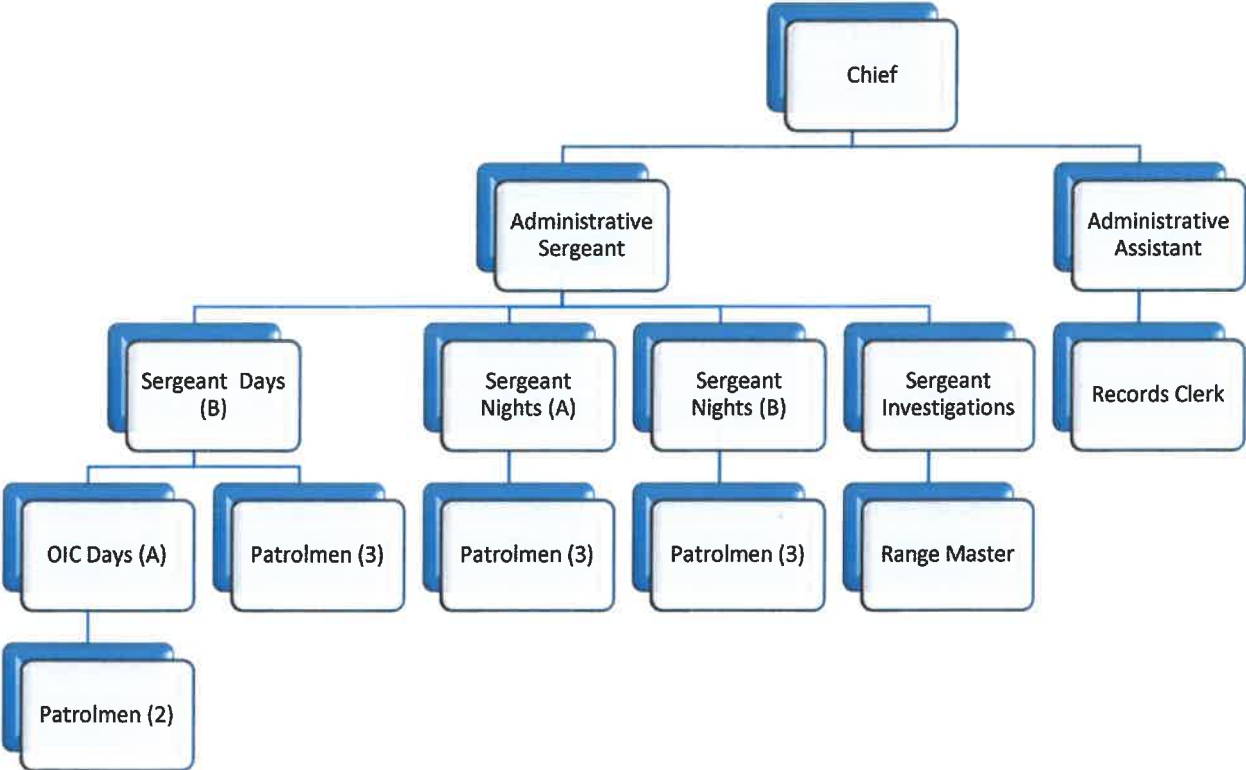 Chief
Administrative
Sergeant
Administrative
Assistant
Sergeant Days
(B)
Sergeant
Nights (A)
Sergeant
Nights (B)
Sergeant
Investigations
Records Clerk
OIC Days (A)
Patrolmen (3)
Patrolmen (3)
Patrolmen (3)
Range Master
Patrolmen (2)